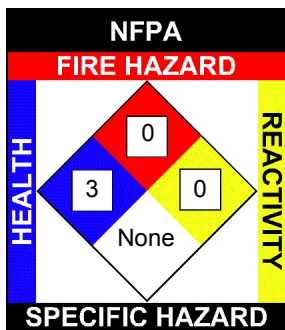 NFPA
FIRE HAZARD
0
HEALTH
3
0
REACTIVITY
None
SPECIFIC HAZARD